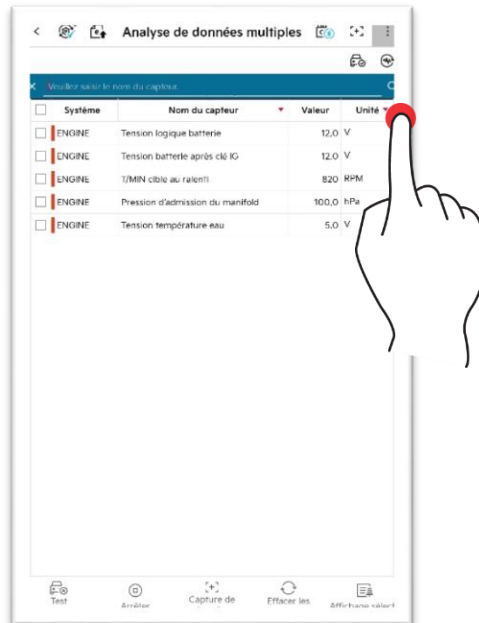 Analyse de données multiples
Veuillez saisir le nom du capteur.
Système Nom du capteur Valeur Unité
ENGINE Tension logique batterie 12,0 V
ENGINE Tension batterie après clé IG 12,0 V
ENGINE T/MIN cible au ralenti 820 RPM
ENGINE Pression d'admission du manifold 100,0 hPa
ENGINE Tension température eau 5,0 V
Test Arrêter Capture de Effacer les Affichage sélect